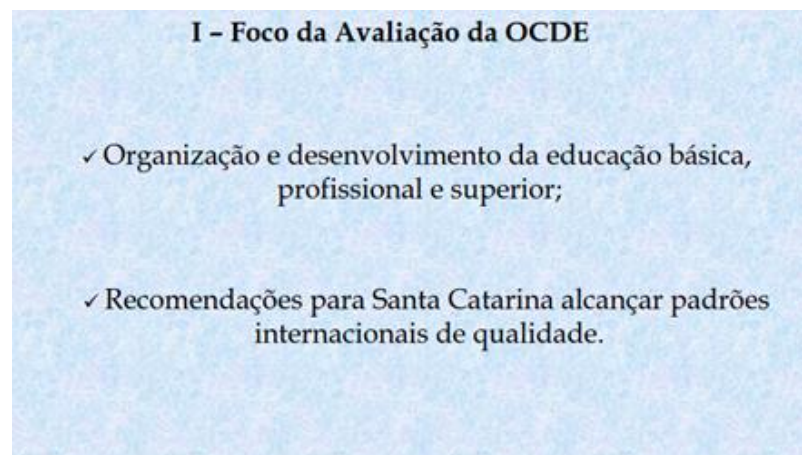 I – Foco da Avaliação da OCDE
✓ Organização e desenvolvimento da educação básica,
profissional e superior;
✓ Recomendações para Santa Catarina alcançar padrões
internacionais de qualidade.